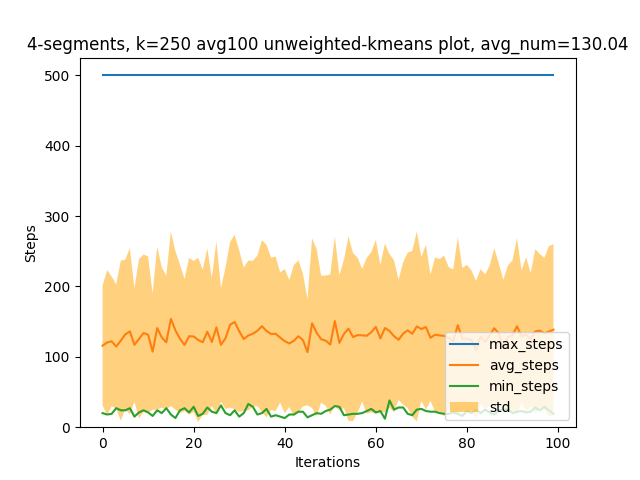 4-segments, k=250 avg100 unweighted-kmeans plot, avg_num=130.04
500
400
300
200
100
0
Steps
max_steps
avg_steps
min_steps
std
0 20 40 60 80 100
Iterations